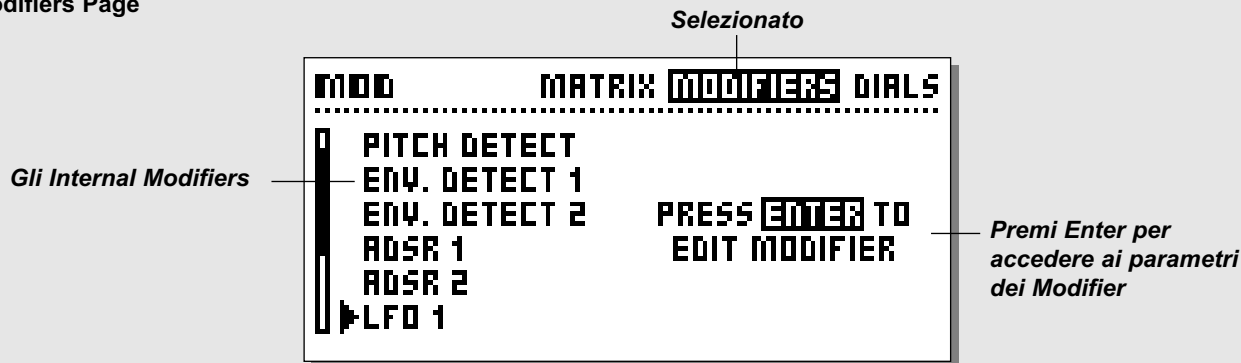 odifiers Page
Selezionato
MOD MATRIX MODIFIERS DIALS
PITCH DETECT
ENV. DETECT 1
ENV. DETECT 2
ADSR 1
ADSR 2
LFO 1
PRESS ENTER TO
EDIT MODIFIER
Gli Internal Modifiers
Premi Enter per
accedere ai parametri
dei Modifier